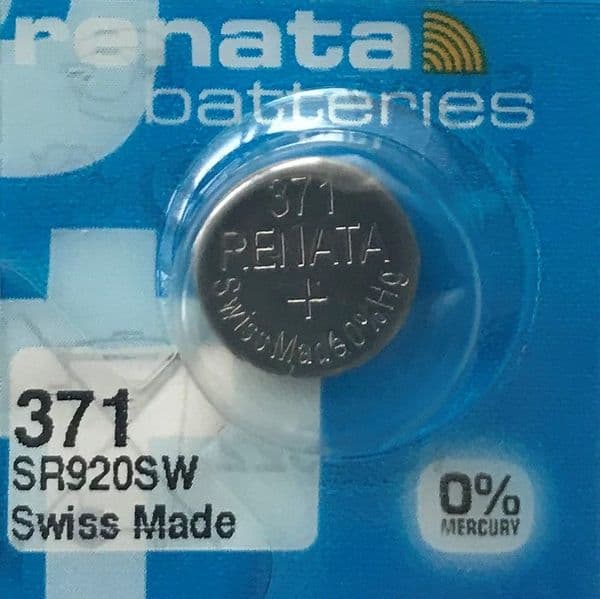 renata
batteries
371
RENATA
+
Swiss Made 0% Hg
371
SR920SW
Swiss Made
0%
MERCURY